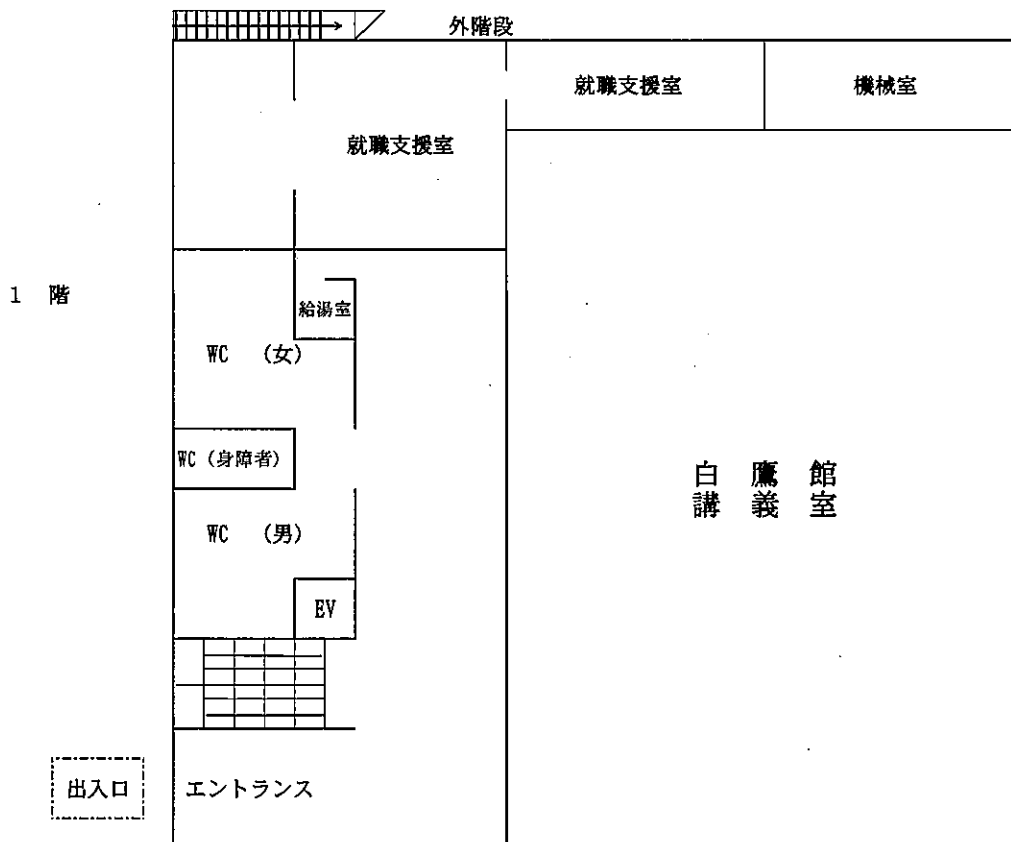 外階段
就職支援室
機械室
就職支援室
1 階
給湯室
WC (女)
WC (身障者)
白鷹館
講義室
WC (男)
EV
出入口
エントランス